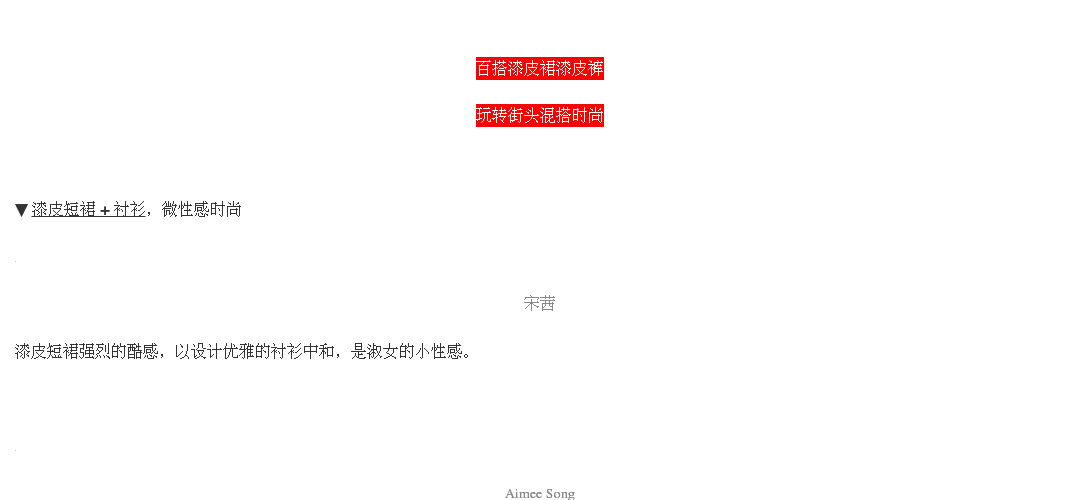 百搭漆皮裙漆皮裤
玩转街头混搭时尚
▼漆皮短裙 + 衬衫，微性感时尚
宋茜
漆皮短裙强烈的酷感，以设计优雅的衬衫中和，是淑女的小性感。
Aimee Song